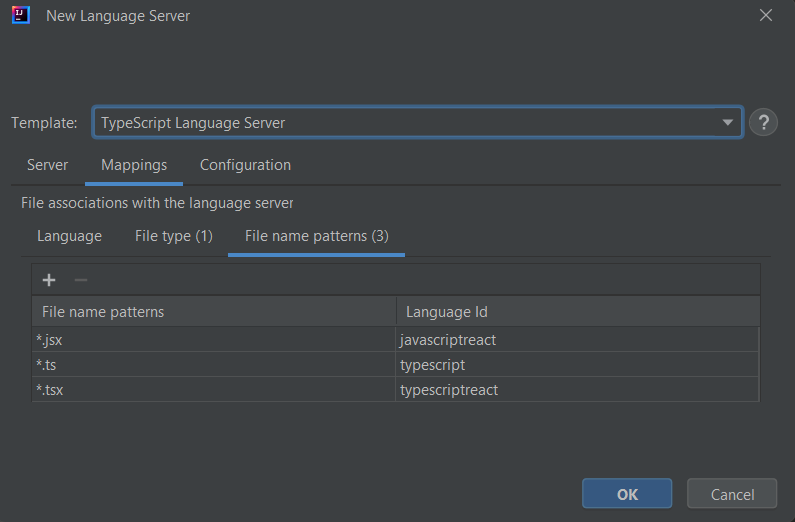 IJ New Language Server
Template: TypeScript Language Server ?
Server Mappings Configuration
File associations with the language server
Language File type (1) File name patterns (3)
File name patterns Language Id
*.jsx javascriptreact
*.ts typescript
*.tsx typescriptreact
OK Cancel